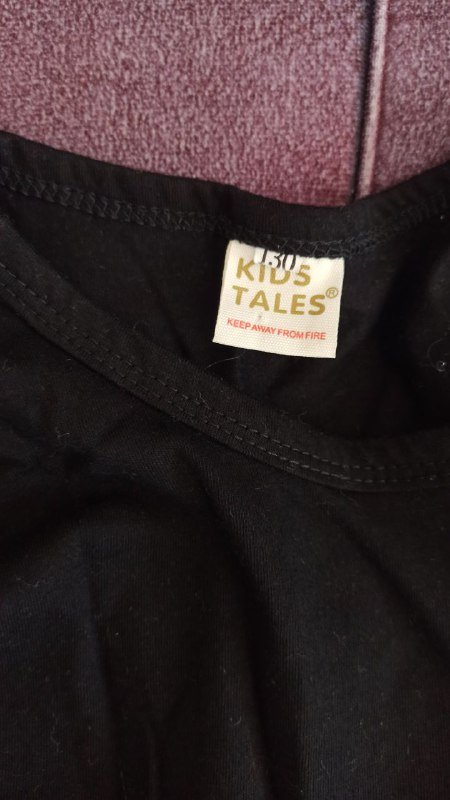 130
KIDS
TALES®
KEEP AWAY FROM FIRE